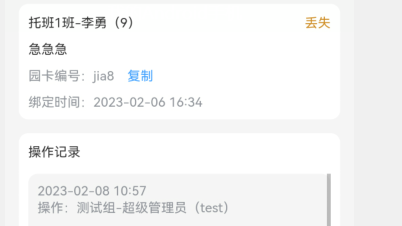 托班1班-李勇（9） 丢失
急急急
园卡编号：jia8 复制
绑定时间：2023-02-06 16:34
操作记录
2023-02-08 10:57
操作：测试组-超级管理员（test）